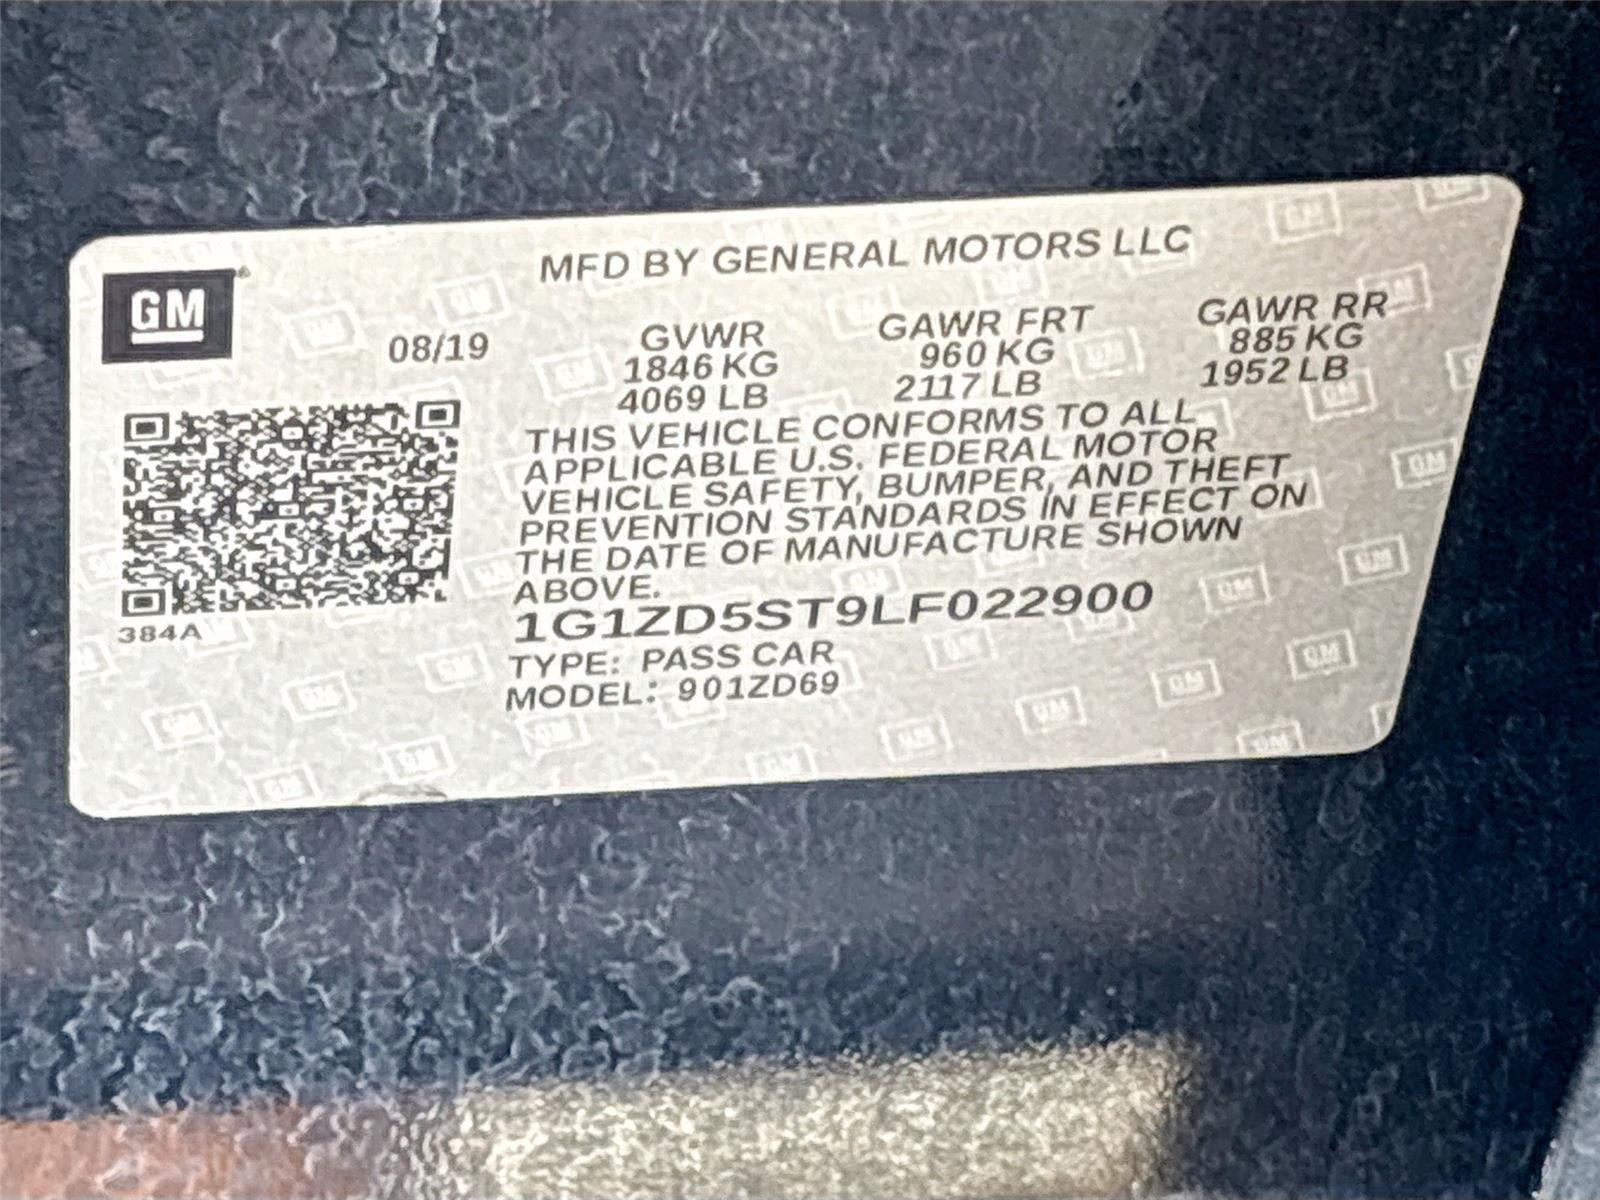 MFD BY GENERAL MOTORS LLC
GM
08/19
GVWR
1846 KG
4069 LB
GAWR FRT
960 KG
2117 LB
GAWR RR
885 KG
1952 LB
THIS VEHICLE CONFORMS TO ALL
APPLICABLE U.S. FEDERAL MOTOR
VEHICLE SAFETY, BUMPER, AND THEFT
PREVENTION STANDARDS IN EFFECT ON
THE DATE OF MANUFACTURE SHOWN
ABOVE.
384A
1G1ZD5ST9LF022900
TYPE: PASS CAR
MODEL: 901ZD69